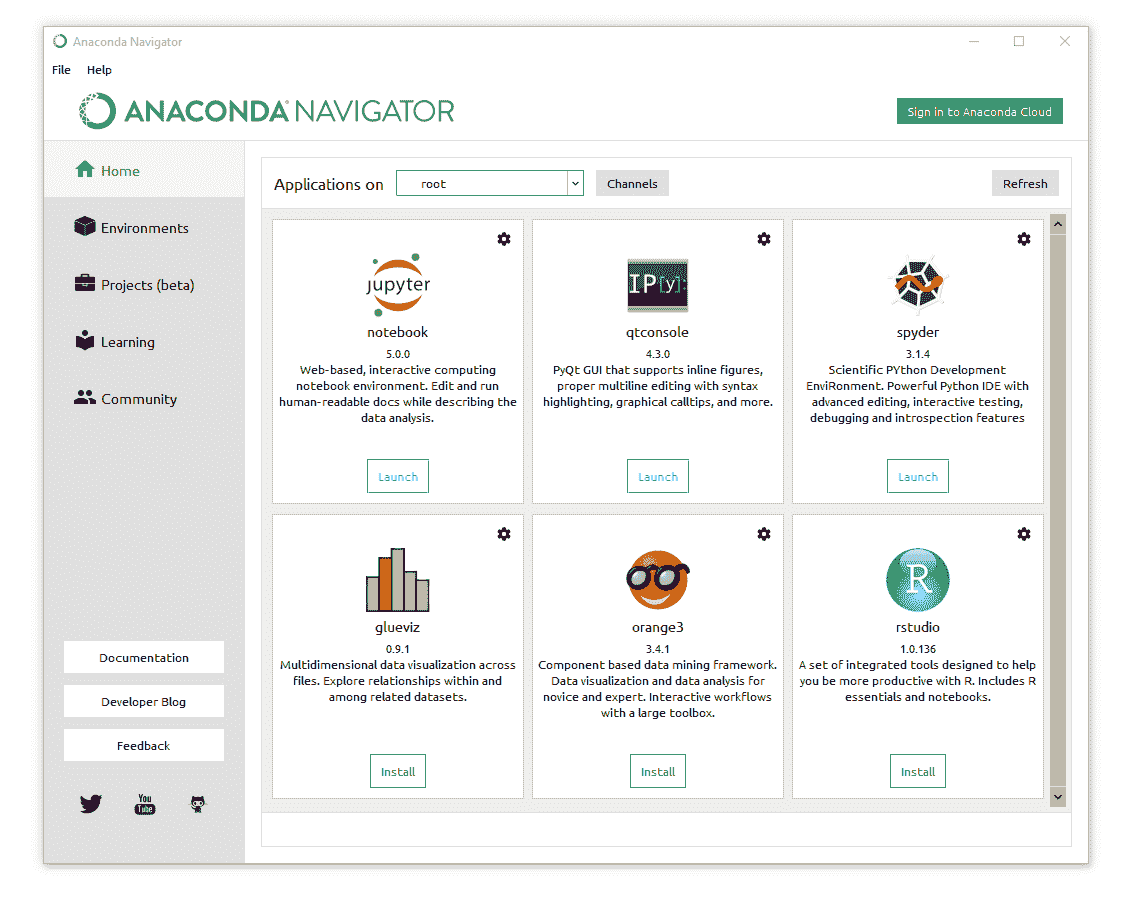 Anaconda Navigator
File Help
ANACONDA NAVIGATOR
Sign in to Anaconda Cloud
Home
Environments
Projects (beta)
Learning
Community
Documentation
Developer Blog
Feedback
You
Tube
Applications on root Channels Refresh
jupyter
notebook
5.0.0
Web-based, interactive computing
notebook environment. Edit and run
human-readable docs while describing the
data analysis.
Launch
IP[y]:
qtconsole
4.3.0
PyQt GUI that supports inline figures,
proper multiline editing with syntax
highlighting, graphical calltips, and more.
Launch
spyder
3.1.4
Scientific PYthon Development
EnviRonment. Powerful Python IDE with
advanced editing, interactive testing,
debugging and introspection features
Launch
glueviz
0.9.1
Multidimensional data visualization across
files. Explore relationships within and
among related datasets.
Install
orange3
3.4.1
Component based data mining framework.
Data visualization and data analysis for
novice and expert. Interactive workflows
with a large toolbox.
Install
R
rstudio
1.0.136
A set of integrated tools designed to help
you be more productive with R. Includes R
essentials and notebooks.
Install